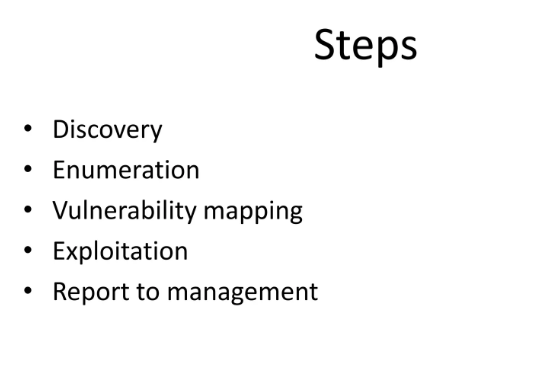 Steps
• Discovery
• Enumeration
• Vulnerability mapping
• Exploitation
• Report to management